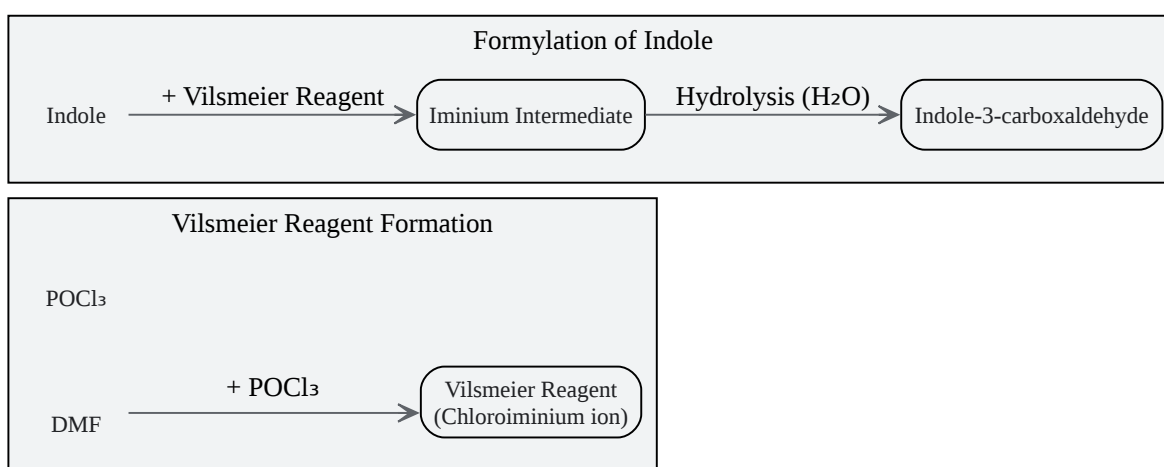 Formylation of Indole
Indole
+ Vilsmeier Reagent
Iminium Intermediate
Hydrolysis (H₂O)
Indole-3-carboxaldehyde
Vilsmeier Reagent Formation
POCl₃
DMF
+ POCl₃
Vilsmeier Reagent
(Chloroiminium ion)